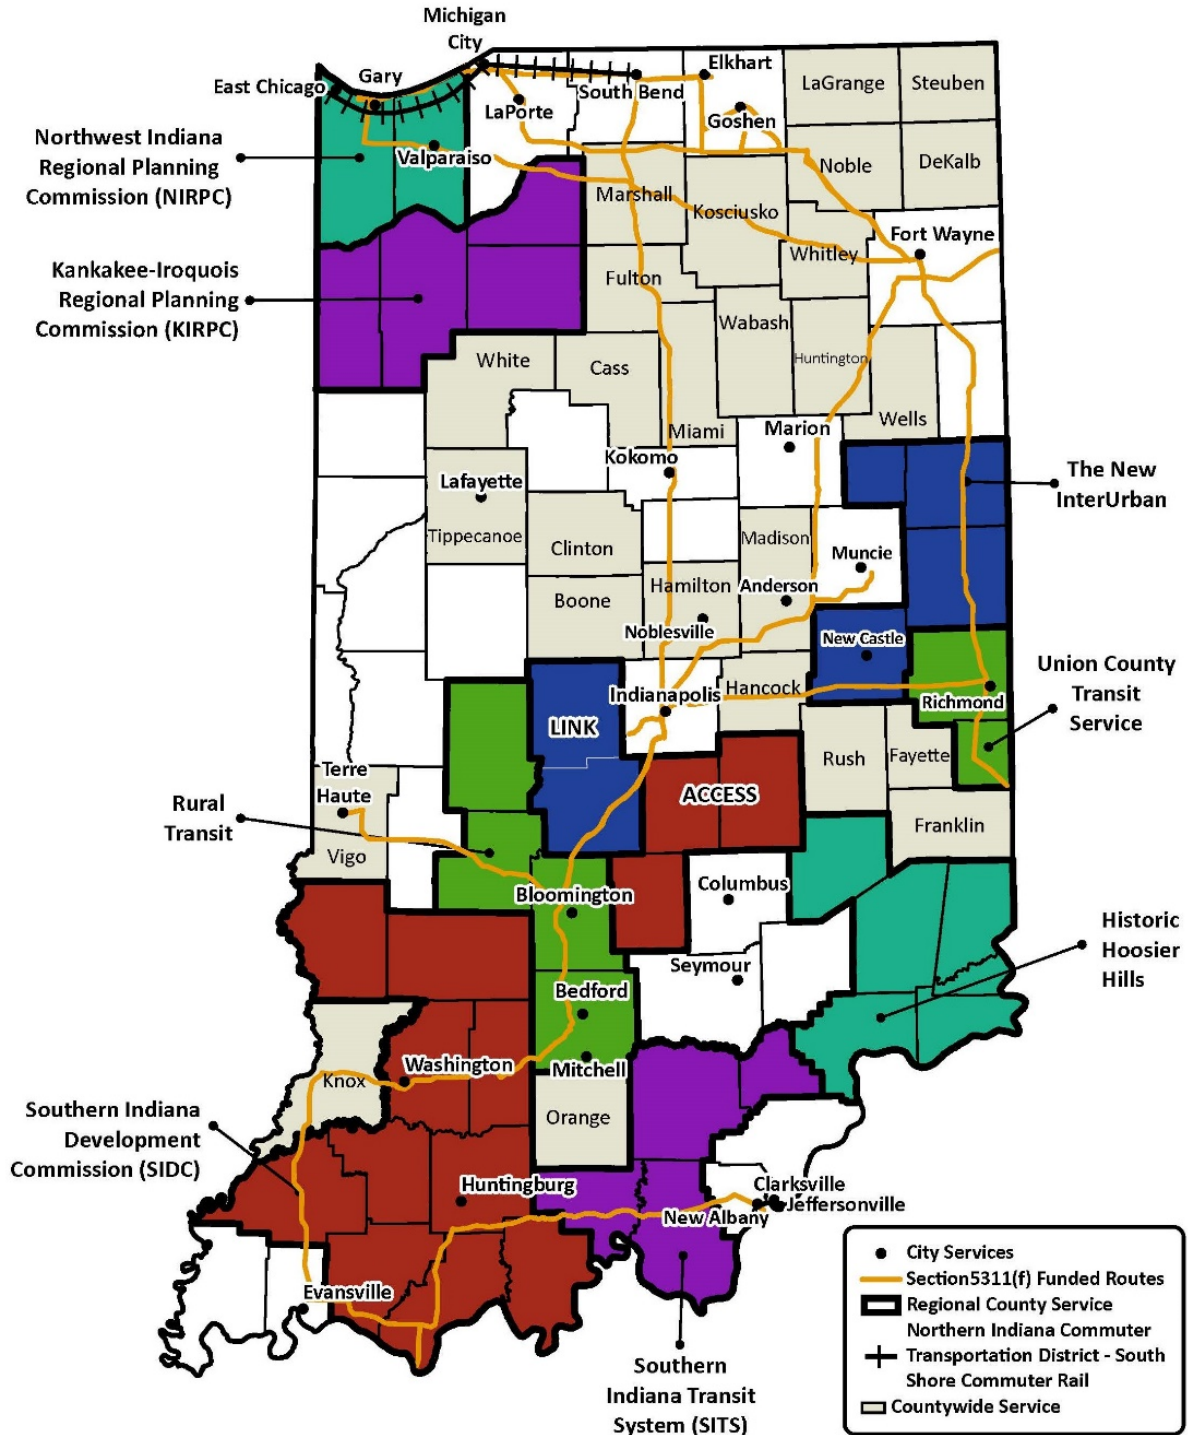 Michigan
City
Gary
East Chicago
Elkhart
South Bend
LaPorte
Goshen
LaGrange
Steuben
Northwest Indiana
Regional Planning
Commission (NIRPC)
Valparaiso
Noble
DeKalb
Marshall
Kosciusko
Fort Wayne
Whitley
Kankakee-Iroquois
Regional Planning
Commission (KIRPC)
Fulton
Wabash
Huntington
White
Cass
Wells
Miami
Marion
Kokomo
The New
InterUrban
Lafayette
Tippecanoe
Clinton
Madison
Muncie
Boone
Hamilton
Anderson
Noblesville
New Castle
Union County
Transit
Service
Indianapolis
Hancock
Richmond
LINK
Rush
Fayette
Terre
Haute
ACCESS
Rural
Transit
Vigo
Franklin
Bloomington
Columbus
Historic
Hoosier
Hills
Seymour
Bedford
Washington
Mitchell
Knox
Orange
Southern Indiana
Development
Commission (SIDC)
Huntingburg
Clarksville
Jeffersonville
New Albany
Evansville
Southern
Indiana Transit
System (SITS)
City Services
Section5311(f) Funded Routes
Regional County Service
Northern Indiana Commuter
Transportation District - South
Shore Commuter Rail
Countywide Service